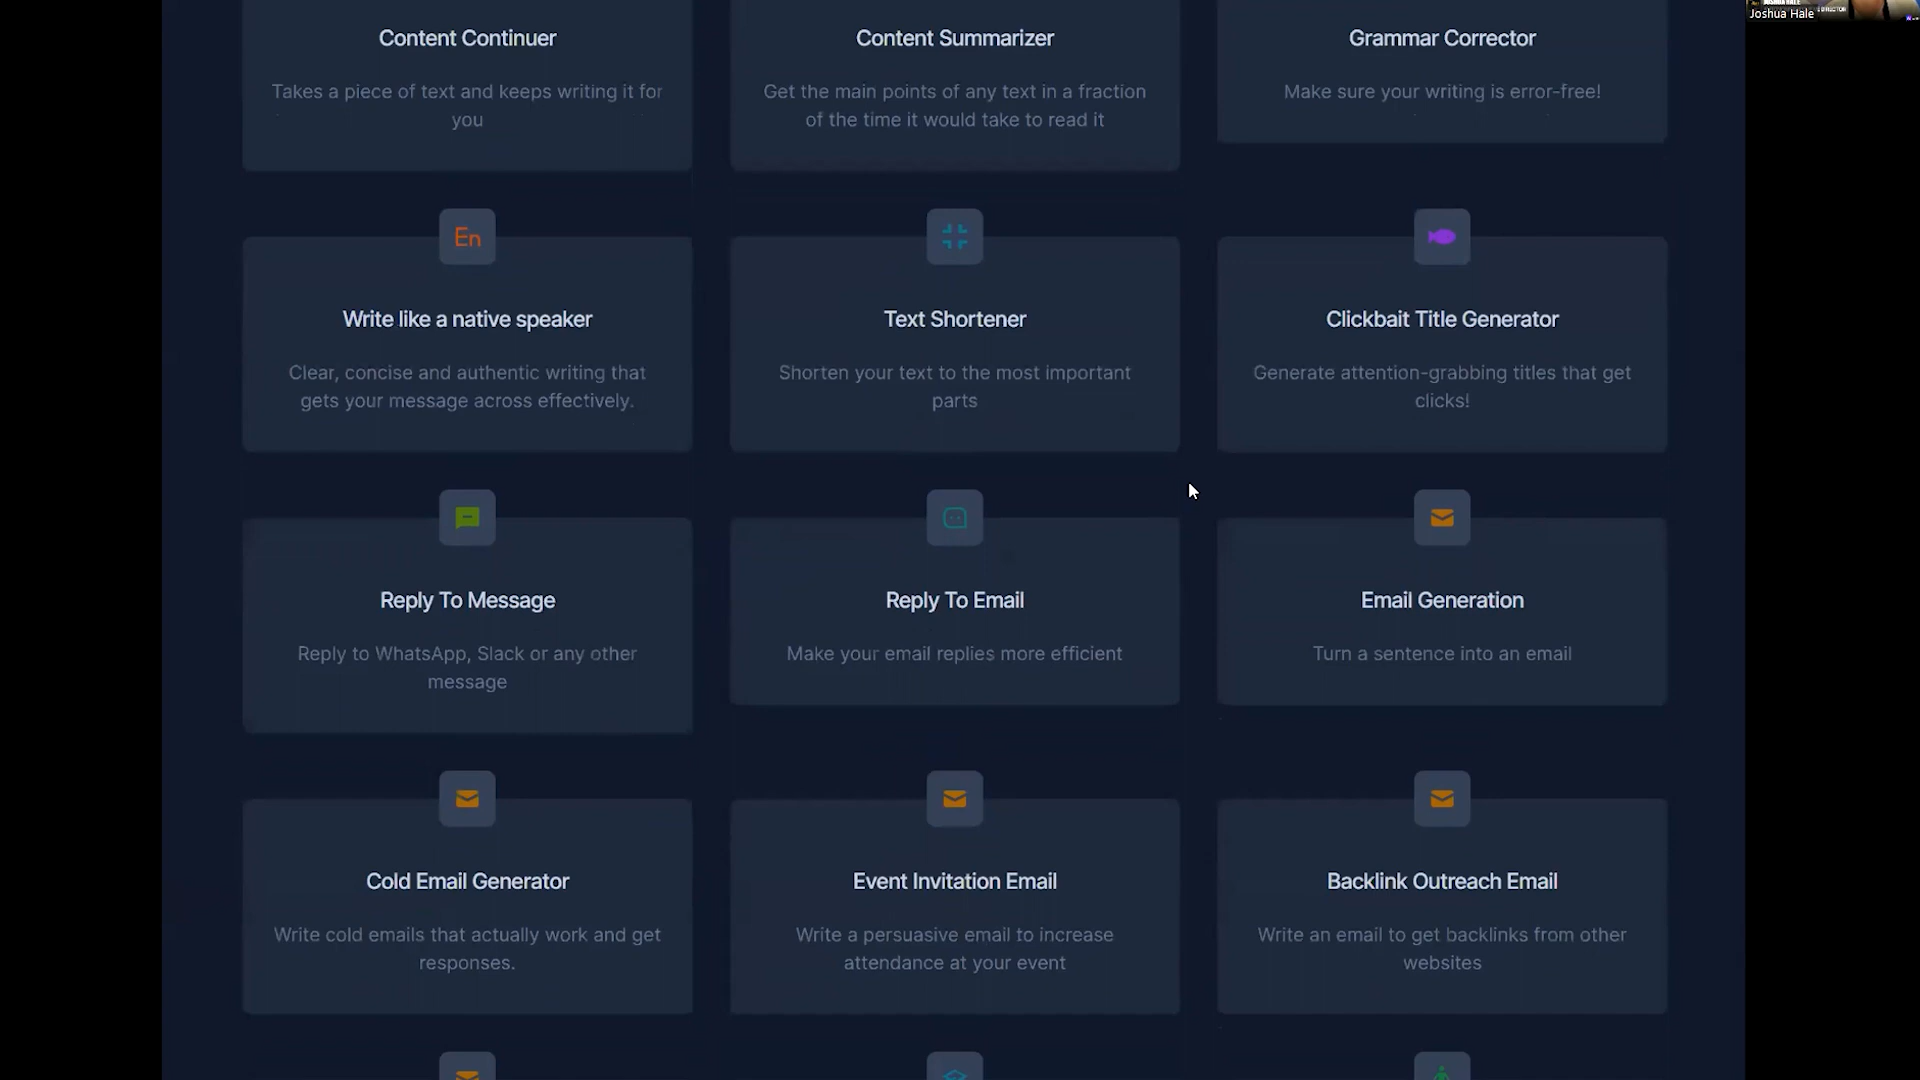 JOSHUA HALE
DIRECTOR
Joshua Hale
Content Continuer
Takes a piece of text and keeps writing it for
you
Content Summarizer
Get the main points of any text in a fraction
of the time it would take to read it
Grammar Corrector
Make sure your writing is error-free!
En
Write like a native speaker
Clear, concise and authentic writing that
gets your message across effectively.
Text Shortener
Shorten your text to the most important
parts
Clickbait Title Generator
Generate attention-grabbing titles that get
clicks!
Reply To Message
Reply to WhatsApp, Slack or any other
message
Reply To Email
Make your email replies more efficient
Email Generation
Turn a sentence into an email
Cold Email Generator
Write cold emails that actually work and get
responses.
Event Invitation Email
Write a persuasive email to increase
attendance at your event
Backlink Outreach Email
Write an email to get backlinks from other
websites